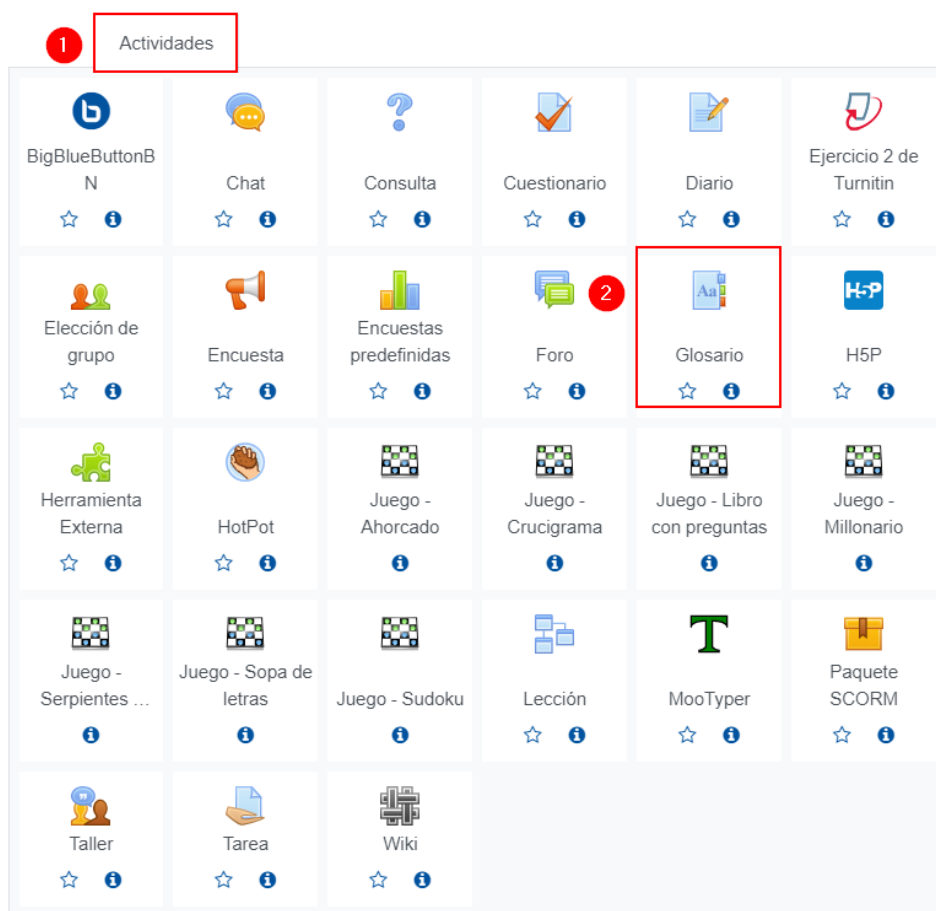 1 Actividades
BigBlueButtonB
N
Chat
Consulta
Cuestionario
Diario
Ejercicio 2 de
Turnitin
Elección de
grupo
Encuesta
Encuestas
predefinidas
Foro
2
Aa
Glosario
H5P
H5P
Herramienta
Externa
HotPot
Juego -
Ahorcado
Juego -
Crucigrama
Juego - Libro
con preguntas
Juego -
Millonario
Juego -
Serpientes ...
Juego - Sopa de
letras
Juego - Sudoku
Lección
T
MooTyper
Paquete
SCORM
Taller
Tarea
Wiki